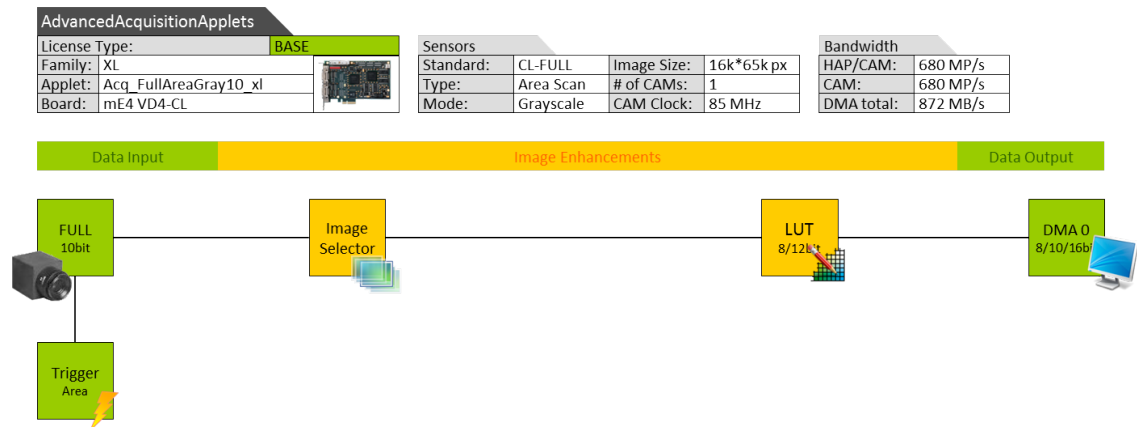 AdvancedAcquisitionApplets
License Type: BASE
Family: XL
Applet: Acq_FullAreaGray10_xl
Board: mE4 VD4-CL
Sensors
Standard: CL-FULL Image Size: 16k*65k px
Type: Area Scan # of CAMs: 1
Mode: Grayscale CAM Clock: 85 MHz
Bandwidth
HAP/CAM: 680 MP/s
CAM: 680 MP/s
DMA total: 872 MB/s
Data Input Image Enhancements Data Output
FULL
10bit
Image
Selector
LUT
8/12bit
DMA 0
8/10/16bi
Trigger
Area